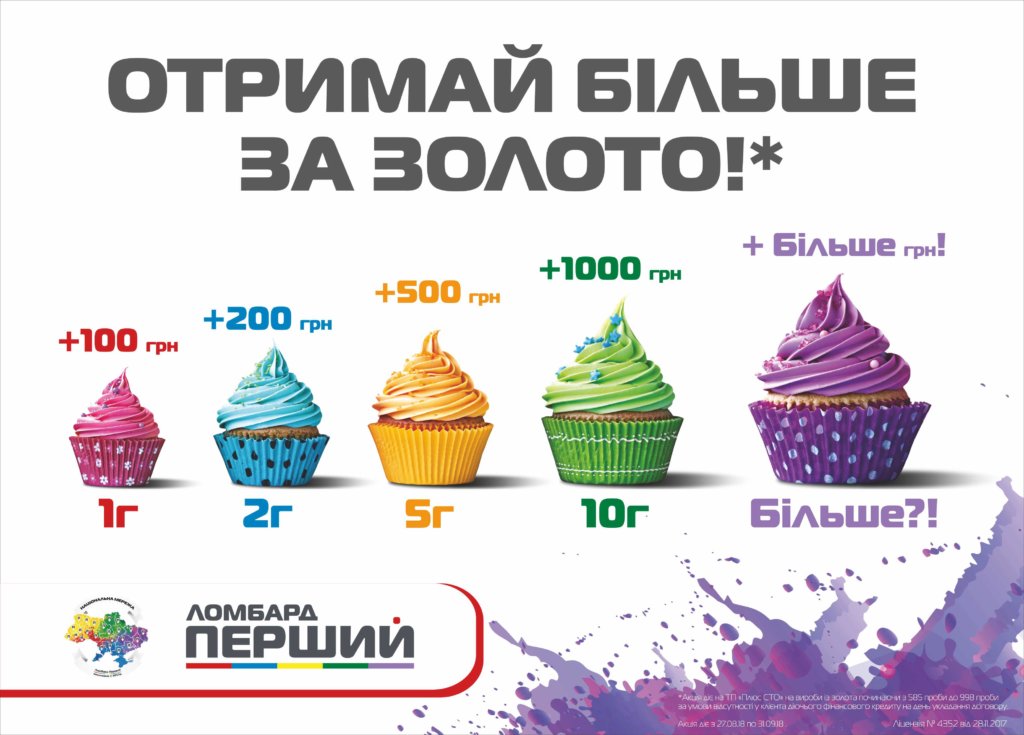 ОТРИМАЙ БІЛЬШЕ
ЗА ЗОЛОТО!*
+ Більше грн!
+1000 грн
+500 грн
+200 грн
+100 грн
1г 2г 5г 10г Більше?!
НАЦІОНАЛЬНА МЕРЕЖА
ЛОМБАРД
ПЕРШИЙ
*Акція діє на ТП «Плюс СТО» на вироби із золота починаючи з 585 проби до 998 проби
за умови відсутності у клієнта діючого фінансового кредиту на день укладання договору.
Акція діє з 27.08.18 по 31.09.18 Ліцензія № 4352 від 28.11.2017